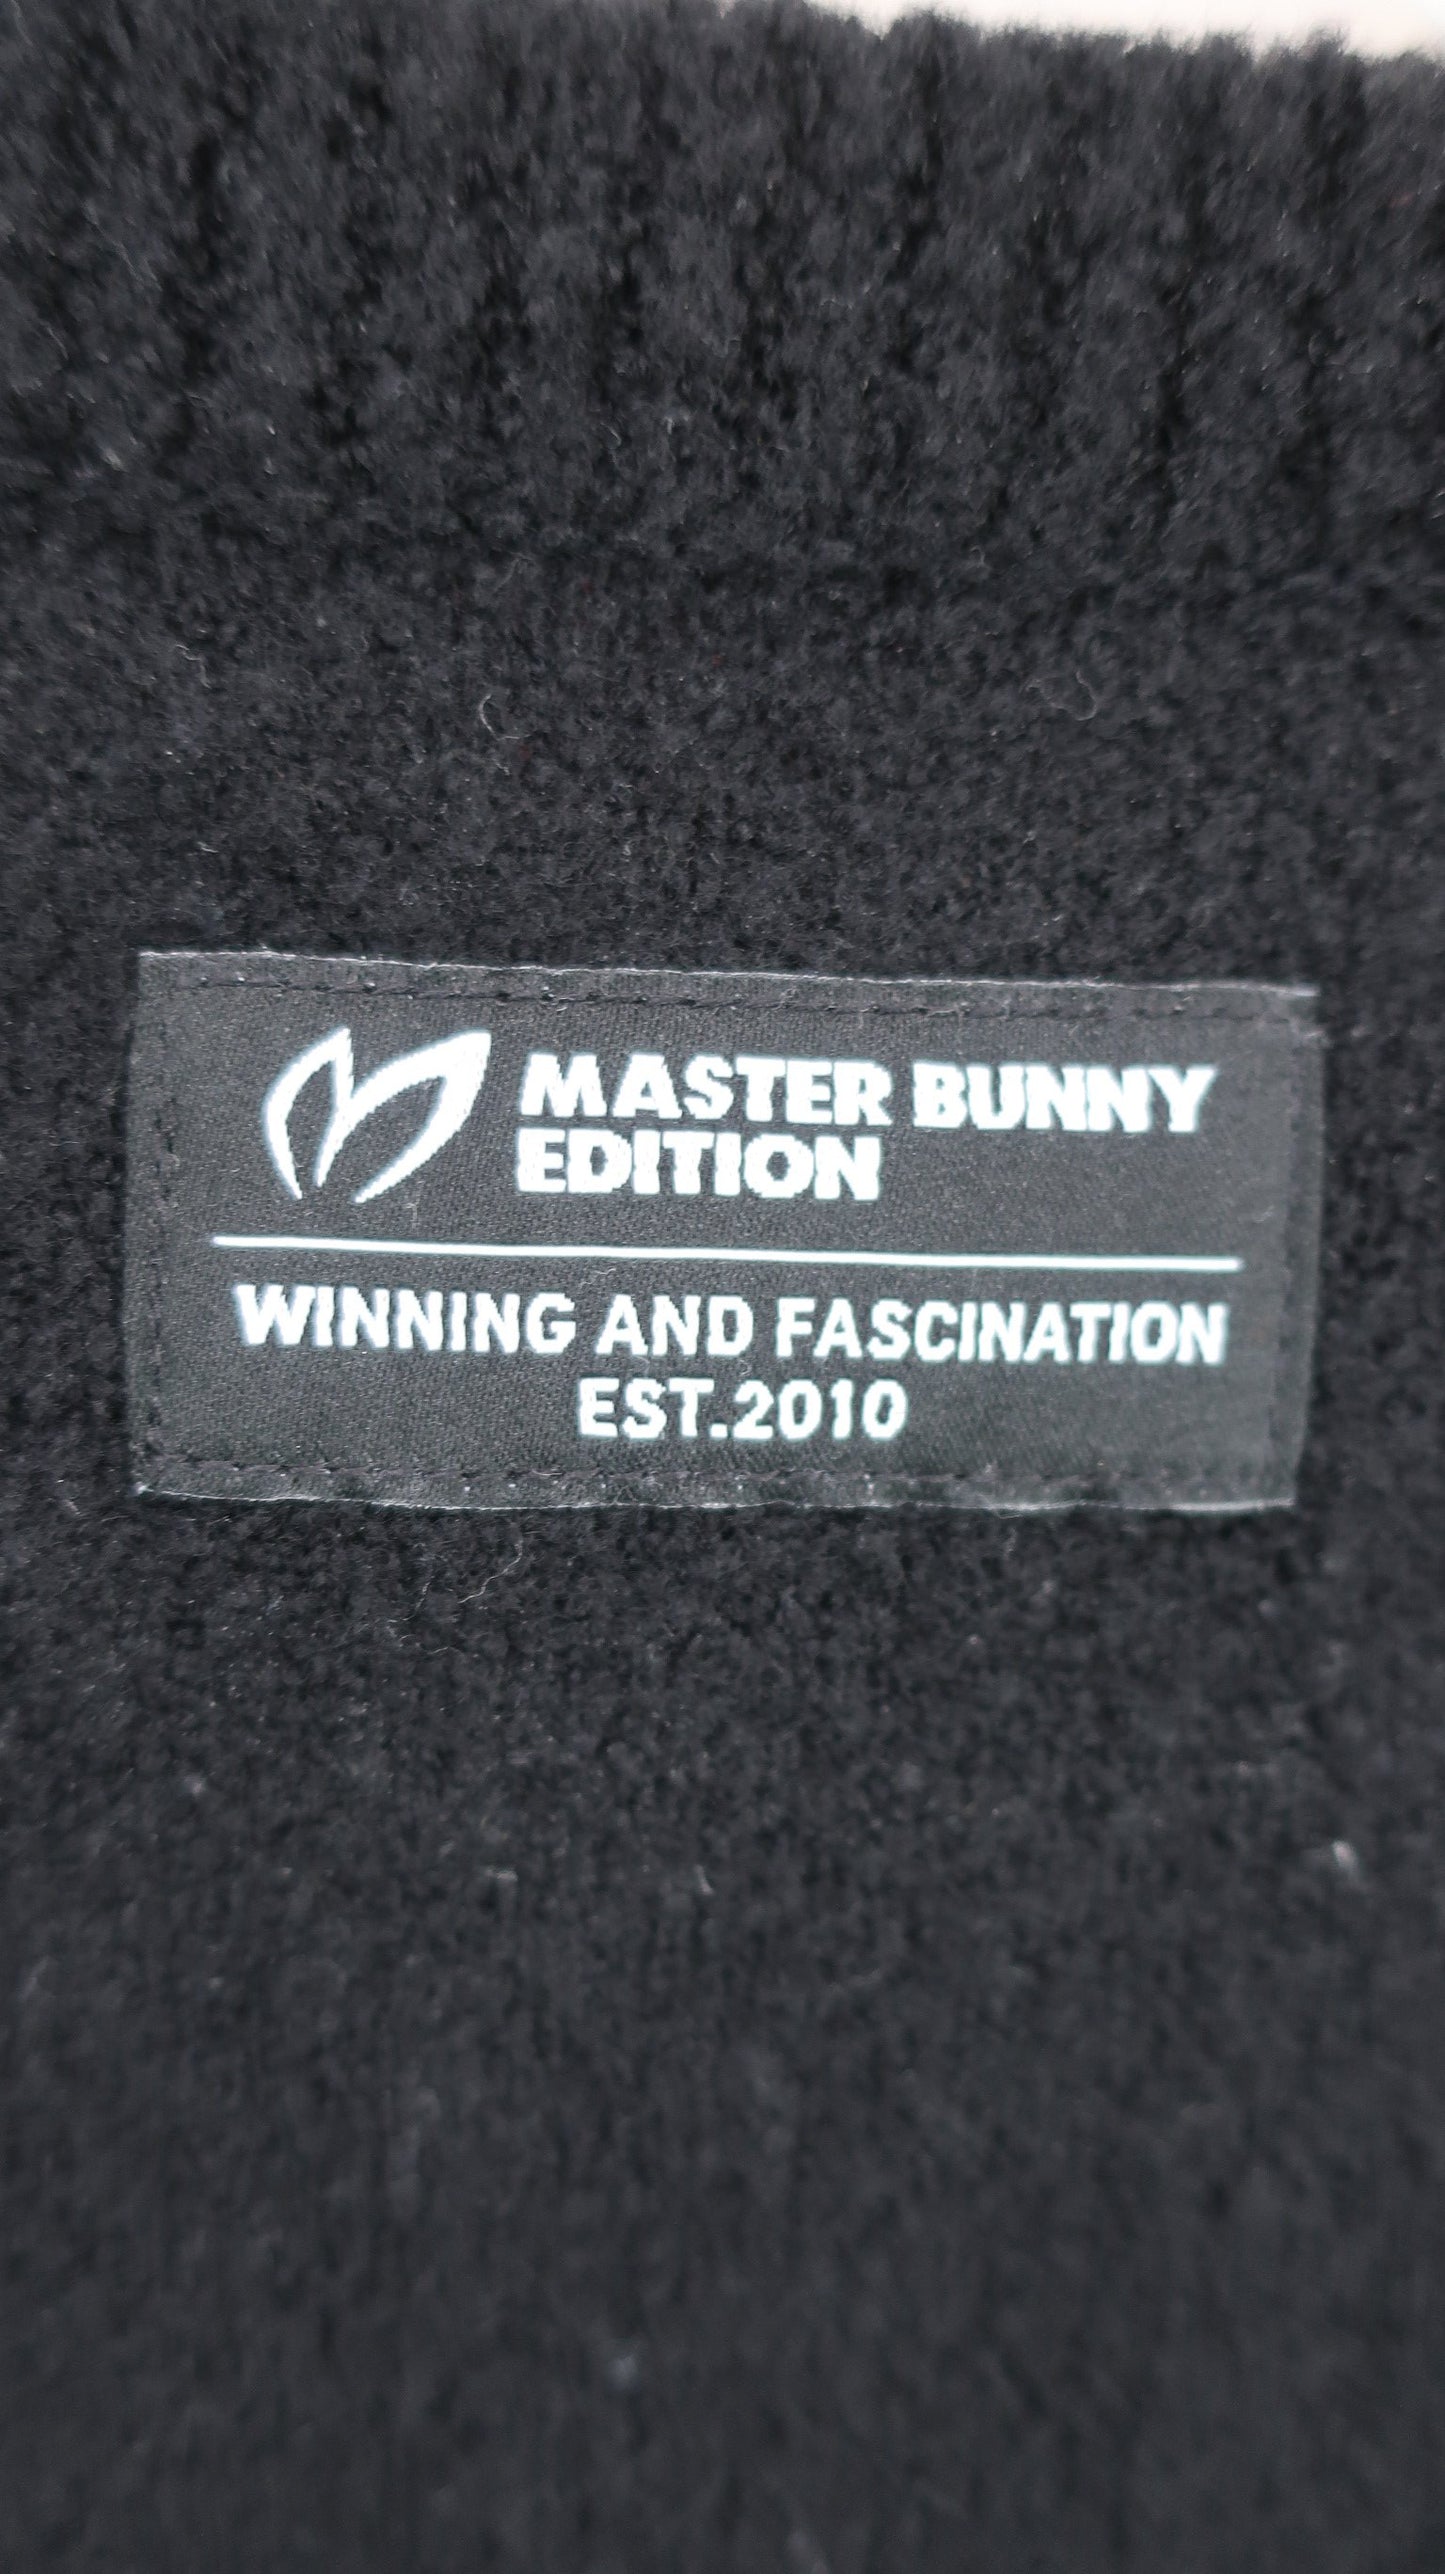 MASTER BUNNY
EDITION
WINNING AND FASCINATION
EST.2010